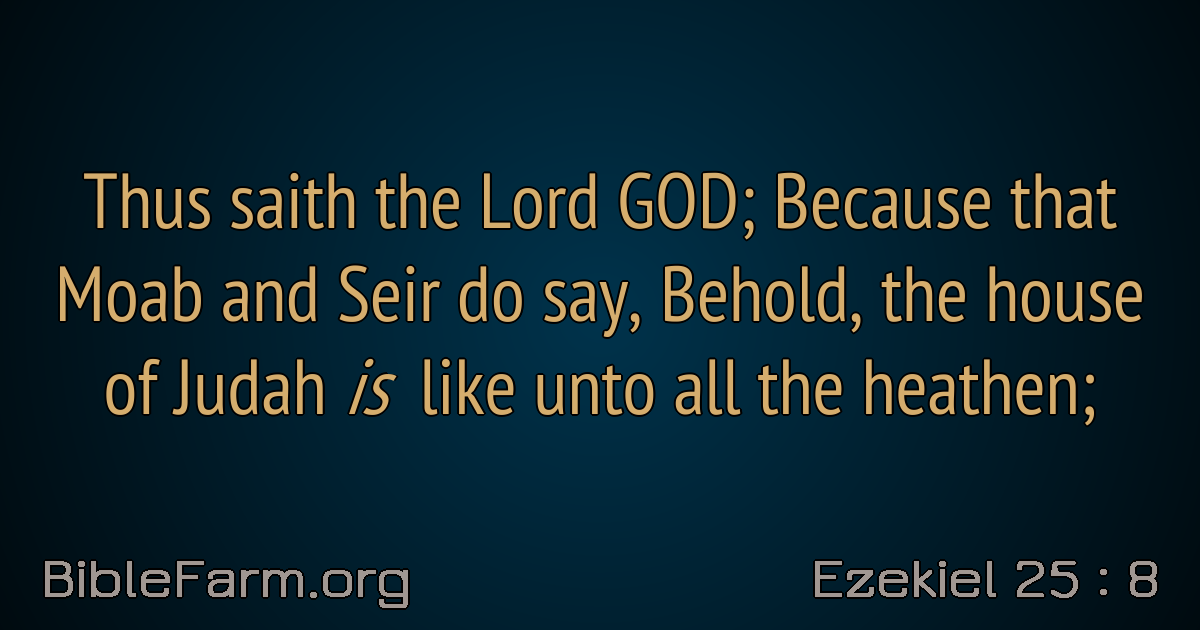 Thus saith the Lord GOD; Because that
Moab and Seir do say, Behold, the house
of Judah is like unto all the heathen;
BibleFarm.org
Ezekiel 25 : 8